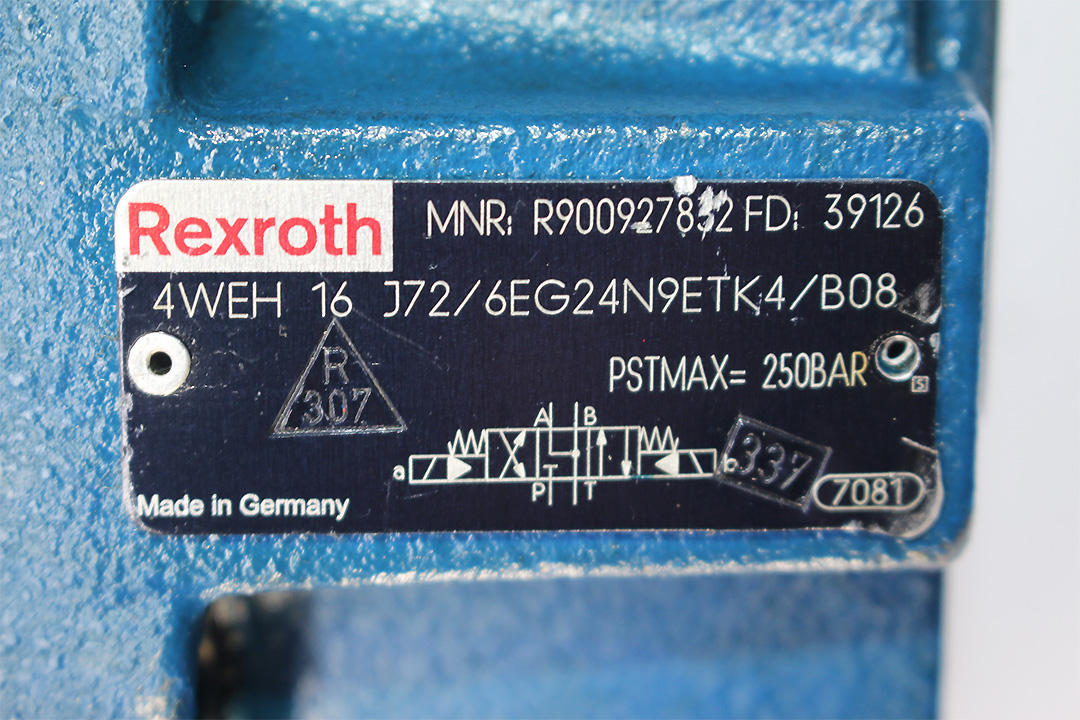 Rexroth MNR: R900927832 FD: 39126
4WEH 16 J72/6EG24N9ETK4/B08
R
307
PSTMAX= 250BAR
S
A B
a b
P T
T
337
7081
Made in Germany